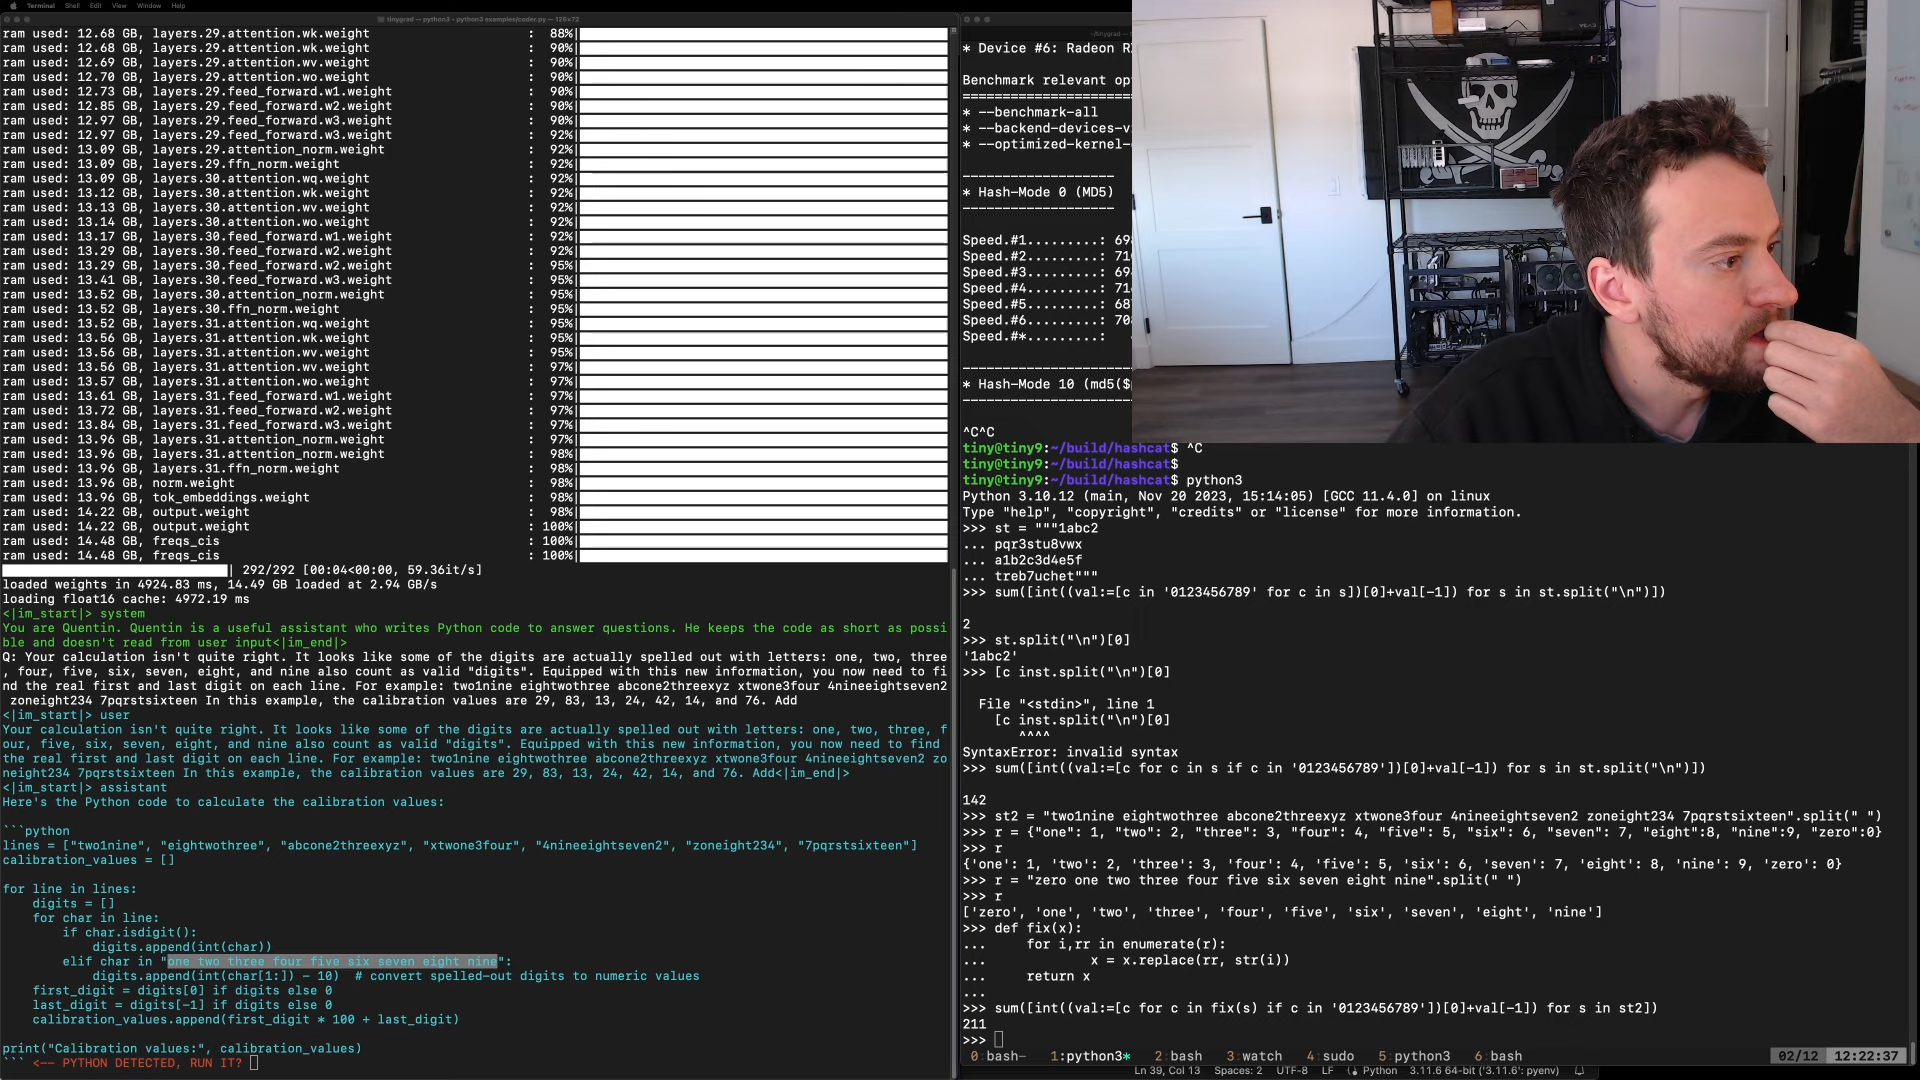 Terminal Shell Edit View Window Help
tinygrad — python3 - python3 examples/coder.py — 126×72
ram used: 12.68 GB, layers.29.attention.wk.weight : 88%
ram used: 12.68 GB, layers.29.attention.wk.weight : 90%
ram used: 12.69 GB, layers.29.attention.wv.weight : 90%
ram used: 12.70 GB, layers.29.attention.wo.weight : 90%
ram used: 12.73 GB, layers.29.feed_forward.w1.weight : 90%
ram used: 12.85 GB, layers.29.feed_forward.w2.weight : 90%
ram used: 12.97 GB, layers.29.feed_forward.w3.weight : 90%
ram used: 12.97 GB, layers.29.feed_forward.w3.weight : 92%
ram used: 13.09 GB, layers.29.attention_norm.weight : 92%
ram used: 13.09 GB, layers.29.ffn_norm.weight : 92%
ram used: 13.09 GB, layers.30.attention.wq.weight : 92%
ram used: 13.12 GB, layers.30.attention.wk.weight : 92%
ram used: 13.13 GB, layers.30.attention.wv.weight : 92%
ram used: 13.14 GB, layers.30.attention.wo.weight : 92%
ram used: 13.17 GB, layers.30.feed_forward.w1.weight : 92%
ram used: 13.29 GB, layers.30.feed_forward.w2.weight : 92%
ram used: 13.29 GB, layers.30.feed_forward.w2.weight : 95%
ram used: 13.41 GB, layers.30.feed_forward.w3.weight : 95%
ram used: 13.52 GB, layers.30.attention_norm.weight : 95%
ram used: 13.52 GB, layers.30.ffn_norm.weight : 95%
ram used: 13.52 GB, layers.31.attention.wq.weight : 95%
ram used: 13.56 GB, layers.31.attention.wk.weight : 95%
ram used: 13.56 GB, layers.31.attention.wv.weight : 95%
ram used: 13.56 GB, layers.31.attention.wv.weight : 97%
ram used: 13.57 GB, layers.31.attention.wo.weight : 97%
ram used: 13.61 GB, layers.31.feed_forward.w1.weight : 97%
ram used: 13.72 GB, layers.31.feed_forward.w2.weight : 97%
ram used: 13.84 GB, layers.31.feed_forward.w3.weight : 97%
ram used: 13.96 GB, layers.31.attention_norm.weight : 97%
ram used: 13.96 GB, layers.31.attention_norm.weight : 98%
ram used: 13.96 GB, layers.31.ffn_norm.weight : 98%
ram used: 13.96 GB, norm.weight : 98%
ram used: 13.96 GB, tok_embeddings.weight : 98%
ram used: 14.22 GB, output.weight : 98%
ram used: 14.22 GB, output.weight : 100%
ram used: 14.48 GB, freqs_cis : 100%
ram used: 14.48 GB, freqs_cis : 100%
| 292/292 [00:04<00:00, 59.36it/s]
loaded weights in 4924.83 ms, 14.49 GB loaded at 2.94 GB/s
loading float16 cache: 4972.19 ms
<|im_start|> system
You are Quentin. Quentin is a useful assistant who writes Python code to answer questions. He keeps the code as short as possi
ble and doesn't read from user input<|im_end|>
Q: Your calculation isn't quite right. It looks like some of the digits are actually spelled out with letters: one, two, three
, four, five, six, seven, eight, and nine also count as valid "digits". Equipped with this new information, you now need to fi
nd the real first and last digit on each line. For example: two1nine eightwothree abcone2threexyz xtwone3four 4nineeightseven2
zoneight234 7pqrstsixteen In this example, the calibration values are 29, 83, 13, 24, 42, 14, and 76. Add
<|im_start|> user
Your calculation isn't quite right. It looks like some of the digits are actually spelled out with letters: one, two, three, f
our, five, six, seven, eight, and nine also count as valid "digits". Equipped with this new information, you now need to find
the real first and last digit on each line. For example: two1nine eightwothree abcone2threexyz xtwone3four 4nineeightseven2 zo
neight234 7pqrstsixteen In this example, the calibration values are 29, 83, 13, 24, 42, 14, and 76. Add<|im_end|>
<|im_start|> assistant
Here's the Python code to calculate the calibration values:
```python
lines = ["two1nine", "eightwothree", "abcone2threexyz", "xtwone3four", "4nineeightseven2", "zoneight234", "7pqrstsixteen"]
calibration_values = []
for line in lines:
    digits = []
    for char in line:
        if char.isdigit():
            digits.append(int(char))
        elif char in "one two three four five six seven eight nine":
            digits.append(int(char[1:]) - 10)  # convert spelled-out digits to numeric values
    first_digit = digits[0] if digits else 0
    last_digit = digits[-1] if digits else 0
    calibration_values.append(first_digit * 100 + last_digit)
print("Calibration values:", calibration_values)
``` <-- PYTHON DETECTED, RUN IT?
* Device #6: Radeon R
Benchmark relevant op
=====================
* --benchmark-all
* --backend-devices-v
* --optimized-kernel-
-------------------
* Hash-Mode 0 (MD5)
-------------------
Speed.#1.........: 69
Speed.#2.........: 71
Speed.#3.........: 69
Speed.#4.........: 71
Speed.#5.........: 68
Speed.#6.........: 70
Speed.#*.........:
---------------------
* Hash-Mode 10 (md5($
---------------------
^C^C
tiny@tiny9:~/build/hashcat$ ^C
tiny@tiny9:~/build/hashcat$
tiny@tiny9:~/build/hashcat$ python3
Python 3.10.12 (main, Nov 20 2023, 15:14:05) [GCC 11.4.0] on linux
Type "help", "copyright", "credits" or "license" for more information.
>>> st = """1abc2
... pqr3stu8vwx
... a1b2c3d4e5f
... treb7uchet"""
>>> sum([int((val:=[c in '0123456789' for c in s])[0]+val[-1]) for s in st.split("\n")])
2
>>> st.split("\n")[0]
'1abc2'
>>> [c inst.split("\n")[0]
  File "<stdin>", line 1
    [c inst.split("\n")[0]
       ^^^^
SyntaxError: invalid syntax
>>> sum([int((val:=[c for c in s if c in '0123456789'])[0]+val[-1]) for s in st.split("\n")])
142
>>> st2 = "two1nine eightwothree abcone2threexyz xtwone3four 4nineeightseven2 zoneight234 7pqrstsixteen".split(" ")
>>> r = {"one": 1, "two": 2, "three": 3, "four": 4, "five": 5, "six": 6, "seven": 7, "eight":8, "nine":9, "zero":0}
>>> r
{'one': 1, 'two': 2, 'three': 3, 'four': 4, 'five': 5, 'six': 6, 'seven': 7, 'eight': 8, 'nine': 9, 'zero': 0}
>>> r = "zero one two three four five six seven eight nine".split(" ")
>>> r
['zero', 'one', 'two', 'three', 'four', 'five', 'six', 'seven', 'eight', 'nine']
>>> def fix(x):
...     for i,rr in enumerate(r):
...             x = x.replace(rr, str(i))
...     return x
...
>>> sum([int((val:=[c for c in fix(s) if c in '0123456789'])[0]+val[-1]) for s in st2])
211
>>>
0:bash- 1:python3* 2:bash 3:watch 4:sudo 5:python3 6:bash 02/12 12:22:37
Ln 39, Col 13 Spaces: 2 UTF-8 LF Python 3.11.6 64-bit ('3.11.6': pyenv)